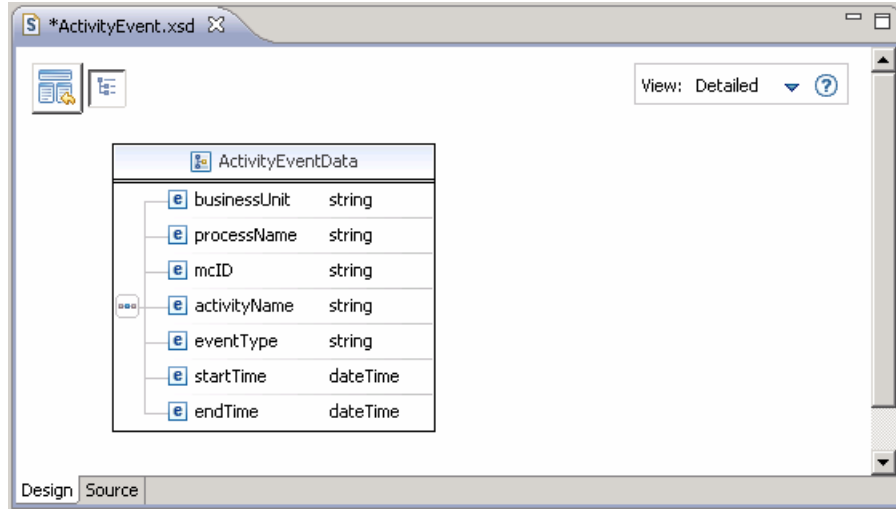 *ActivityEvent.xsd
View: Detailed
ActivityEventData
e businessUnit string
e processName string
e mcID string
e activityName string
e eventType string
e startTime dateTime
e endTime dateTime
Design Source